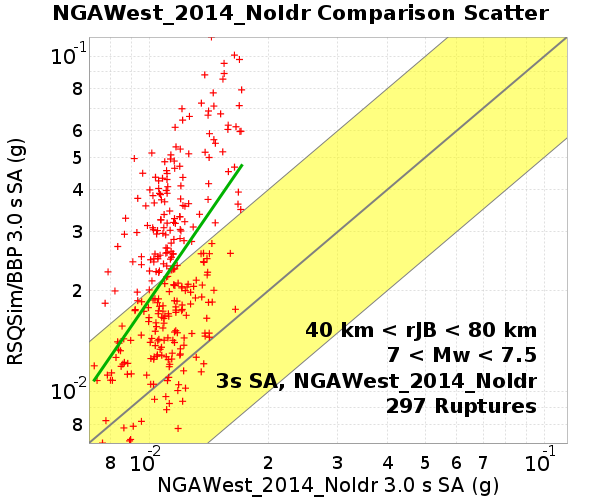 NGAWest_2014_NoIdr Comparison Scatter
RSQSim/BBP 3.0 s SA (g)
10⁻¹
8
6
5
4
3
2
10⁻²
8
40 km < rJB < 80 km
7 < Mw < 7.5
3s SA, NGAWest_2014_NoIdr
297 Ruptures
8 10⁻² 2 3 4 5 6 8 10⁻¹
NGAWest_2014_NoIdr 3.0 s SA (g)